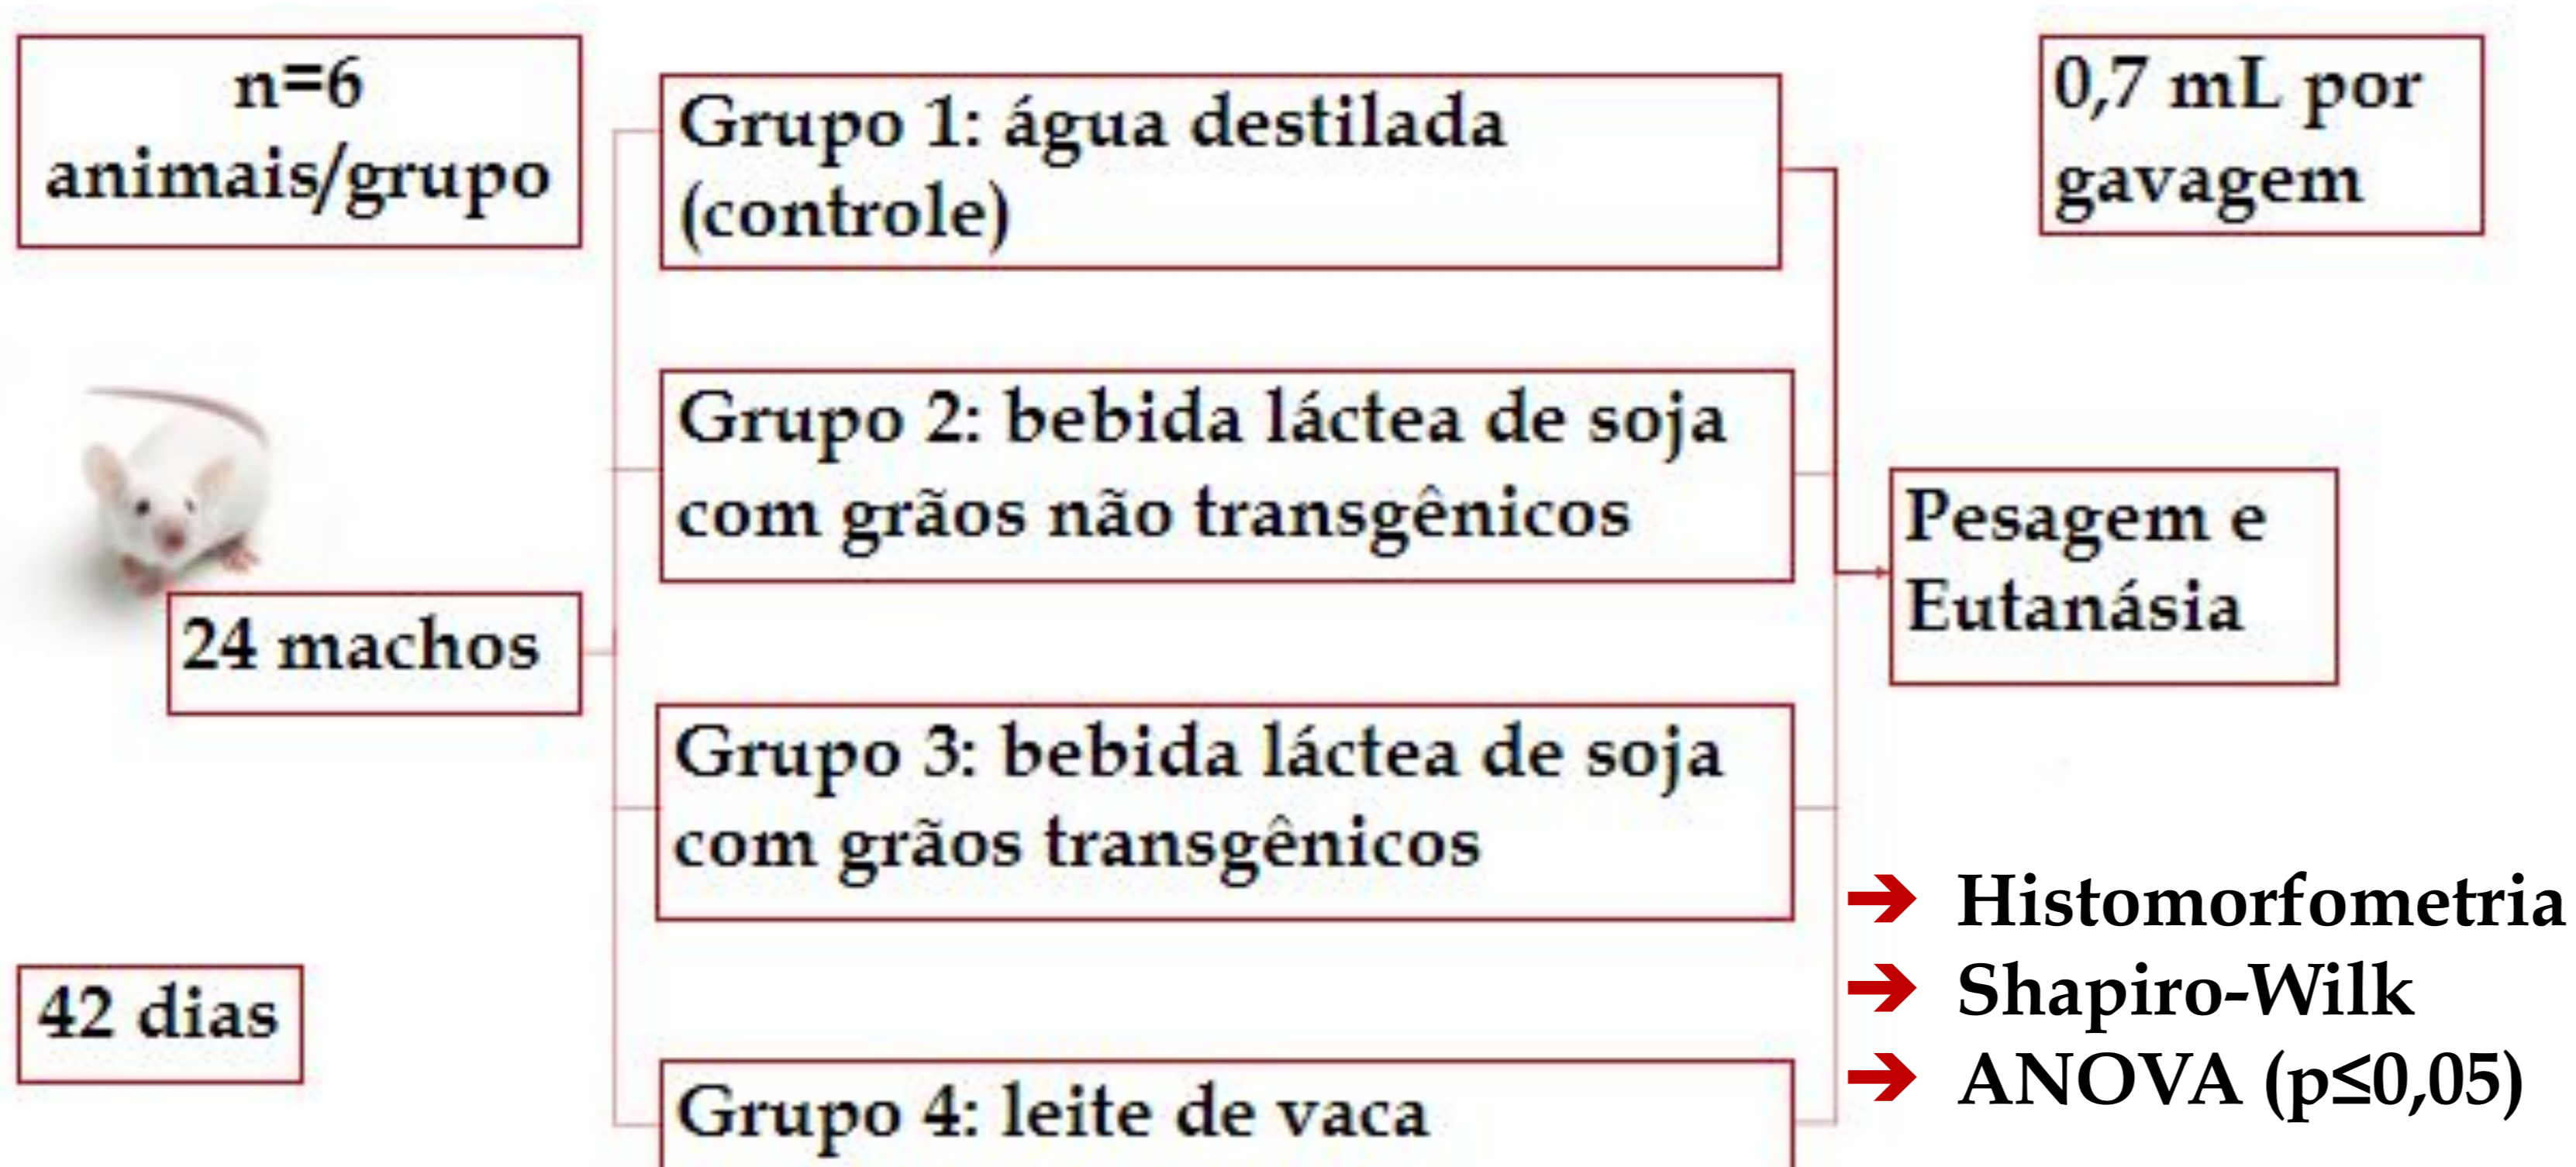 n=6
animais/grupo
0,7 mL por
gavagem
Grupo 1: água destilada
(controle)
Grupo 2: bebida láctea de soja
com grãos não transgênicos
24 machos
Pesagem e
Eutanásia
Grupo 3: bebida láctea de soja
com grãos transgênicos
42 dias
Grupo 4: leite de vaca
Histomorfometria
Shapiro-Wilk
ANOVA (p≤0,05)